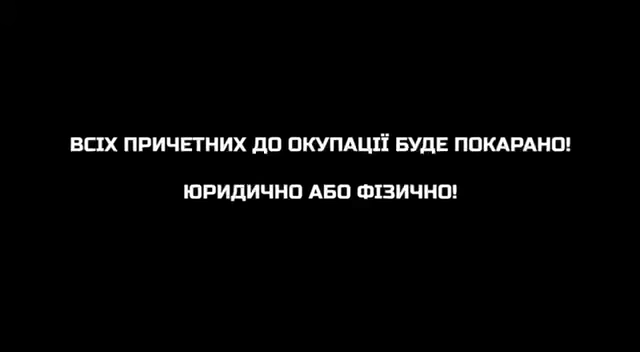 ВСІХ ПРИЧЕТНИХ ДО ОКУПАЦІЇ БУДЕ ПОКАРАНО!
ЮРИДИЧНО АБО ФІЗИЧНО!